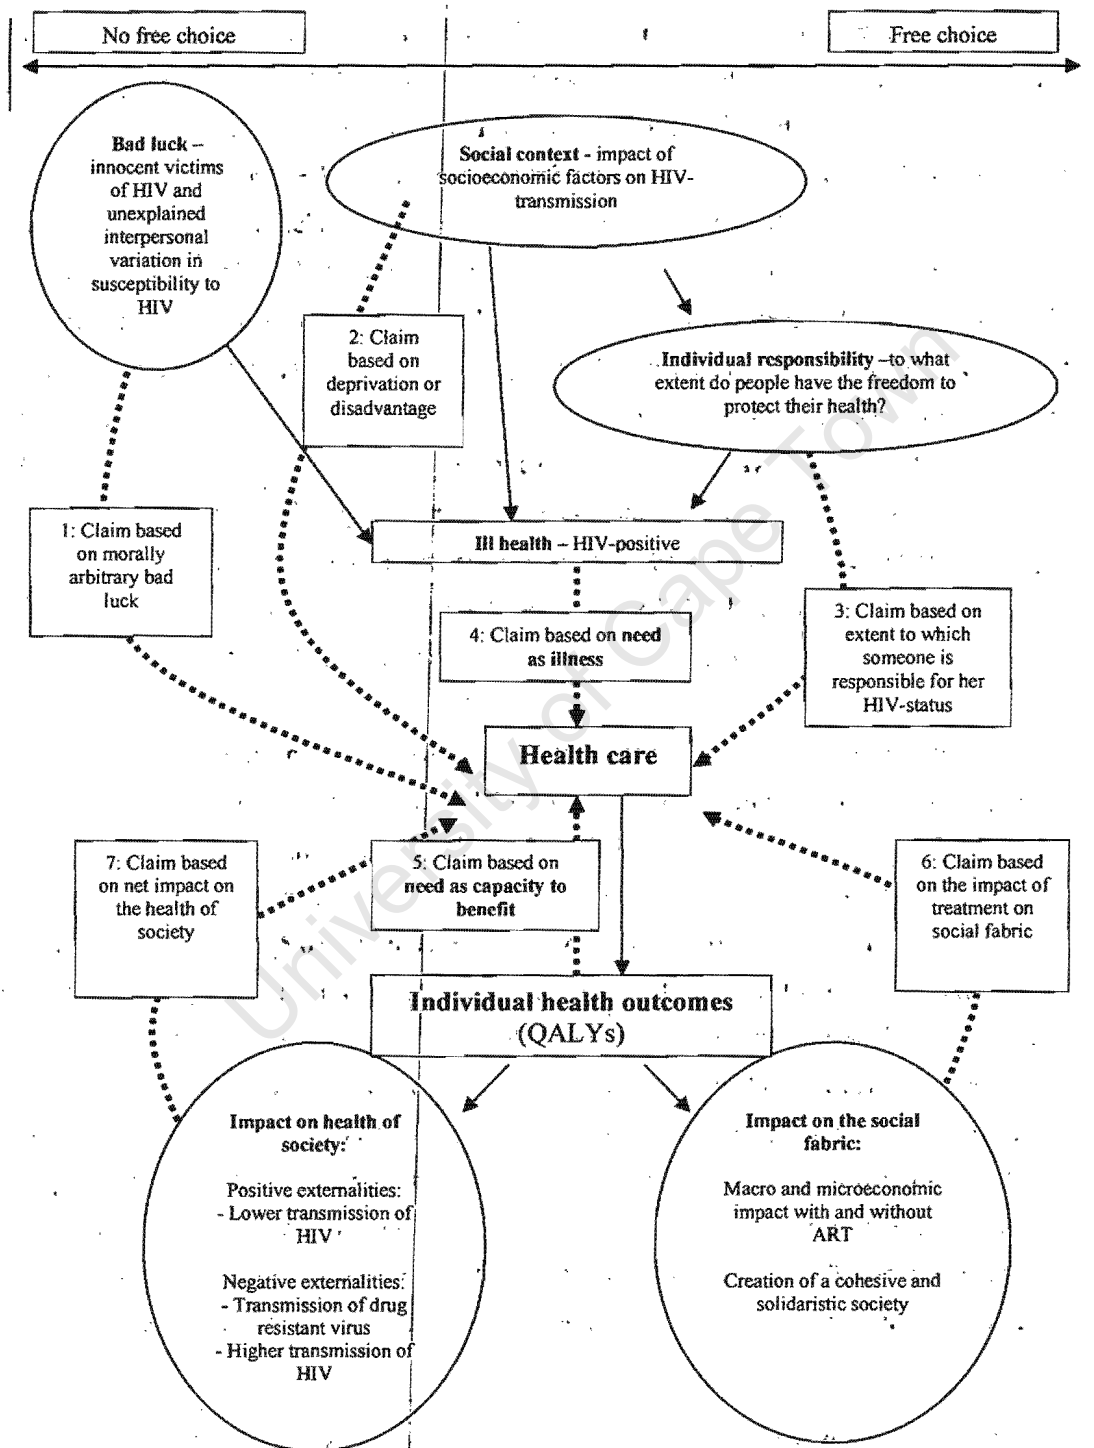 No free choice
Free choice
Bad luck –
innocent victims
of HIV and
unexplained
interpersonal
variation in
susceptibility to
HIV
Social context - impact of
socioeconomic factors on HIV-
transmission
2: Claim
based on
deprivation or
disadvantage
Individual responsibility –to what
extent do people have the freedom to
protect their health?
1: Claim based
on morally
arbitrary bad
luck
Ill health – HIV-positive
4: Claim based on need
as illness
3: Claim based on
extent to which
someone is
responsible for her
HIV-status
Health care
7: Claim based
on net impact on
the health of
society
5: Claim based on
need as capacity to
benefit
6: Claim based
on the impact of
treatment on
social fabric
Individual health outcomes
(QALYs)
Impact on health of
society:
Positive externalities:
- Lower transmission of
HIV
Negative externalities:
- Transmission of drug
resistant virus
- Higher transmission of
HIV
Impact on the social
fabric:
Macro and microeconomic
impact with and without
ART
Creation of a cohesive and
solidaristic society
University of Cape Town